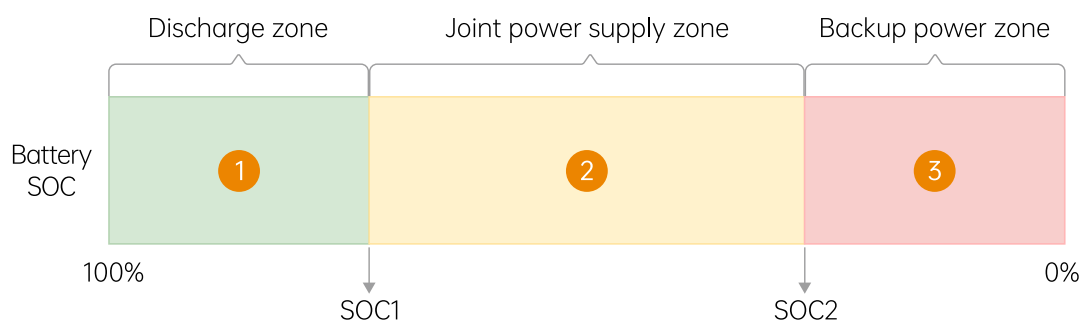 Discharge zone
Joint power supply zone
Backup power zone
Battery
SOC
1
2
3
100%
0%
SOC1
SOC2